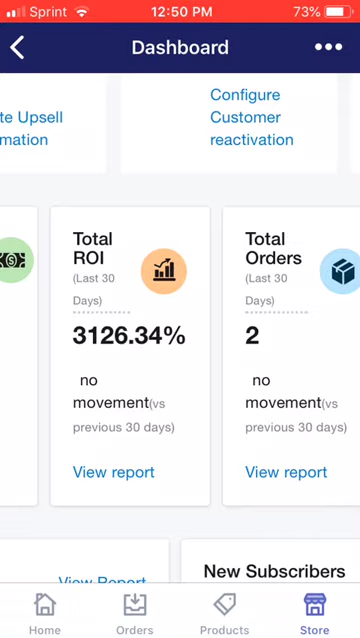 Sprint 12:50 PM 73%
Dashboard
te Upsell
mation
Configure
Customer
reactivation
Total
ROI
(Last 30
Days)
3126.34%
no
movement(vs
previous 30 days)
View report
Total
Orders
(Last 30
Days)
2
no
movement(vs
previous 30 days)
View report
View Report
New Subscribers
Home Orders Products Store